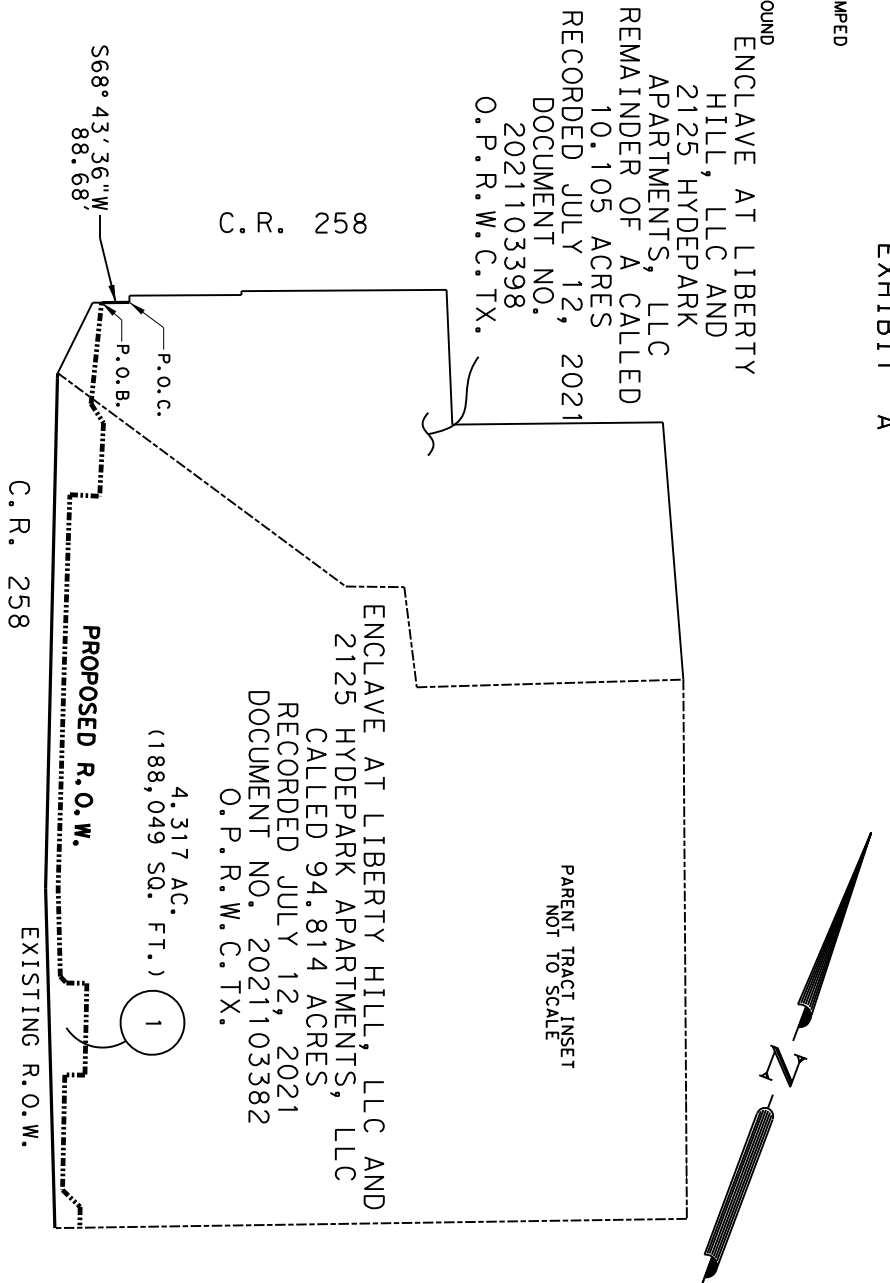 EXHIBIT A
MPED
OUND
ENCLAVE AT LIBERTY
HILL, LLC AND
2125 HYDEPARK
APARTMENTS, LLC
REMAINDER OF A CALLED
10.105 ACRES
RECORDED JULY 12, 2021
DOCUMENT NO.
2021103398
O.P.R.W.C.TX.
C.R. 258
S68°43'36"W
88.68'
P.O.C.
P.O.B.
PARENT TRACT INSET
NOT TO SCALE
N
ENCLAVE AT LIBERTY HILL, LLC AND
2125 HYDEPARK APARTMENTS, LLC
CALLED 94.814 ACRES
RECORDED JULY 12, 2021
DOCUMENT NO. 2021103382
O.P.R.W.C.TX.
4.317 AC.
(188,049 SQ. FT.)
1
PROPOSED R.O.W.
C.R. 258
EXISTING R.O.W.